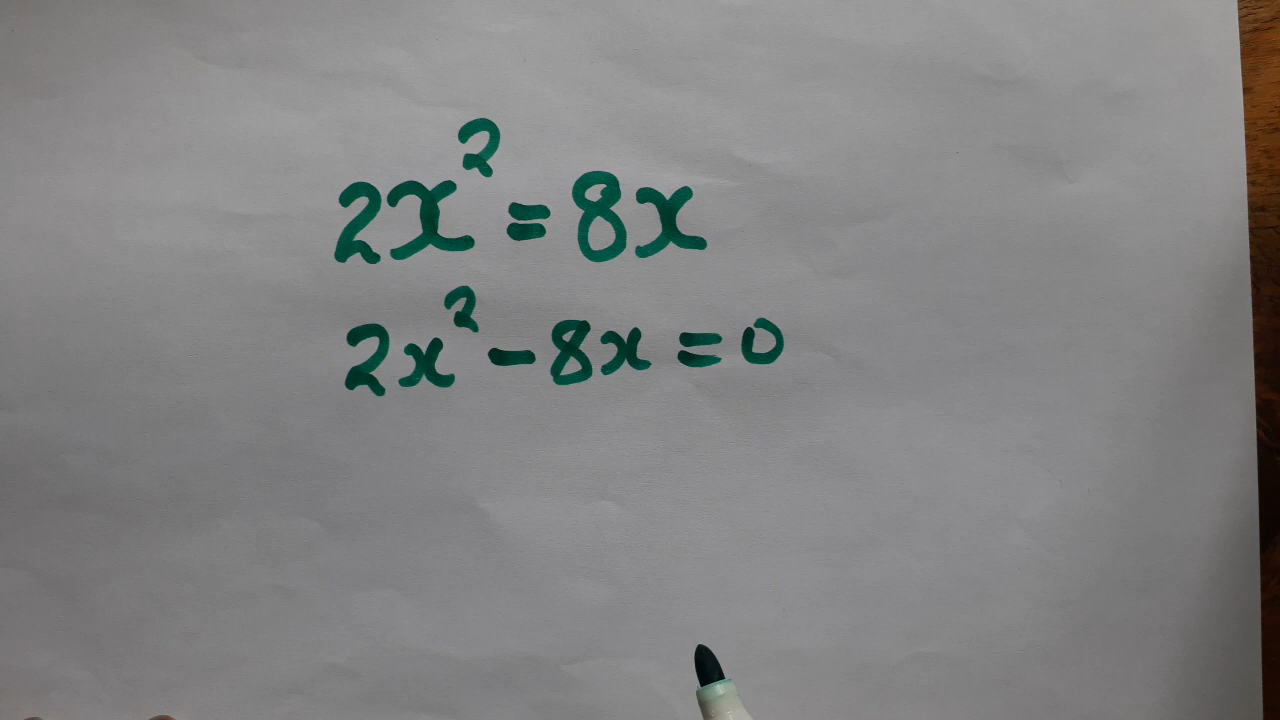 2x² = 8x
2x² - 8x = 0